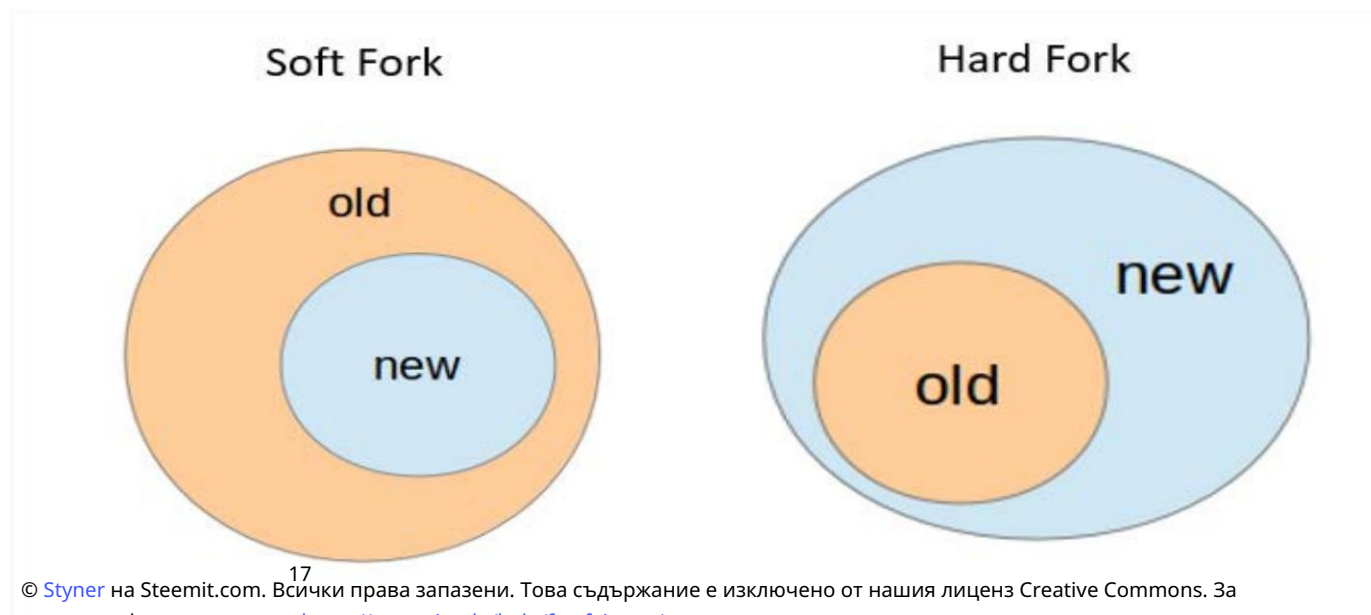 Soft Fork
Hard Fork
old
new
new
old
17
© Styner на Steemit.com. Всички права запазени. Това съдържание е изключено от нашия лиценз Creative Commons. За